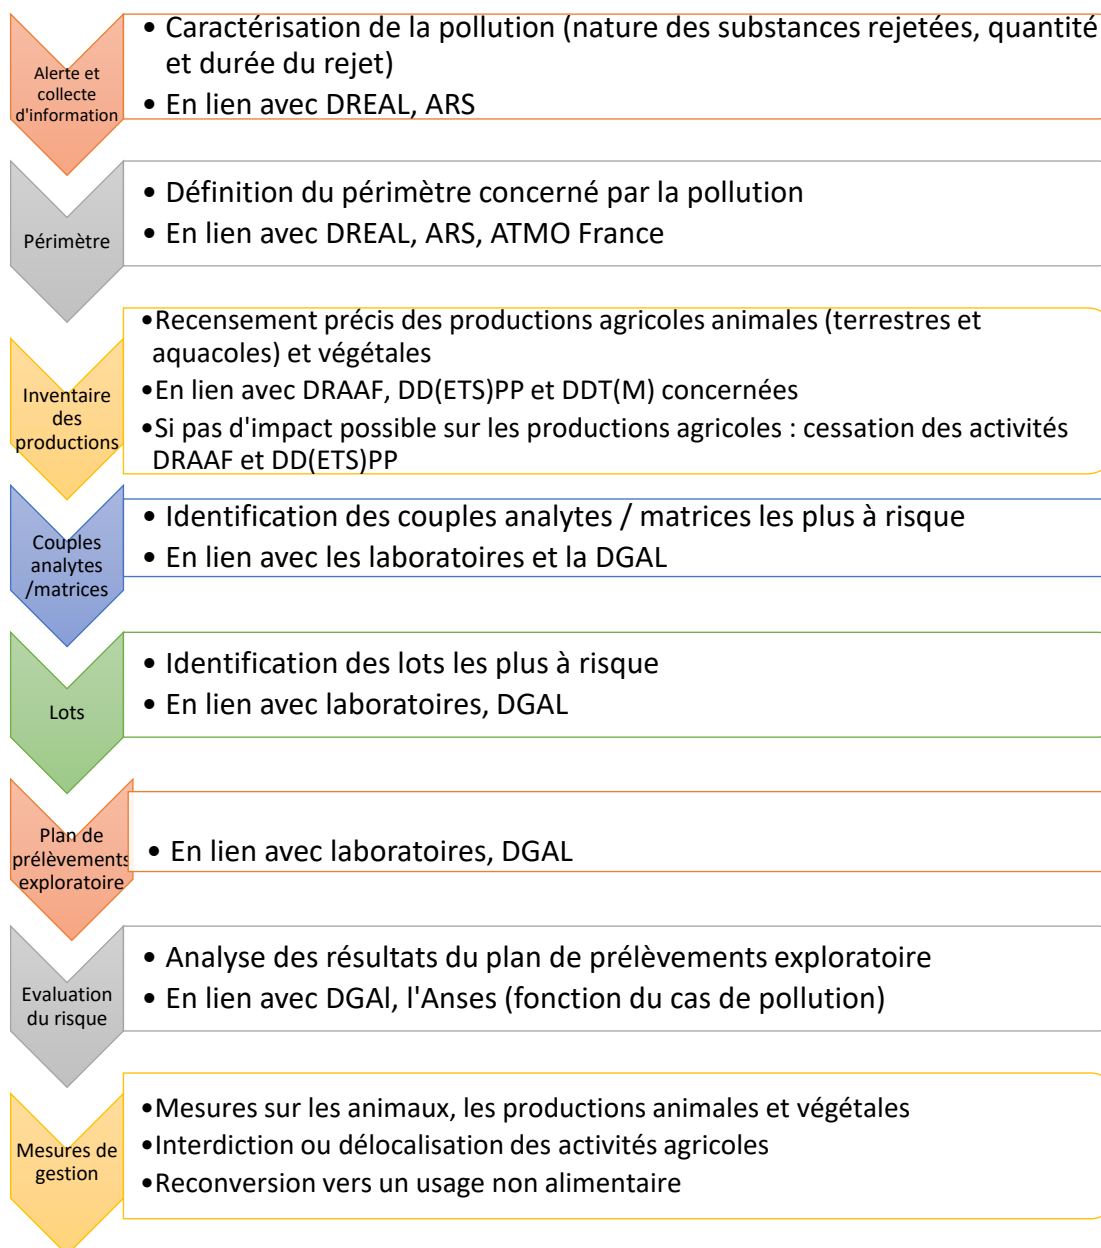 Alerte et
collecte
d'information
• Caractérisation de la pollution (nature des substances rejetées, quantité
et durée du rejet)
• En lien avec DREAL, ARS
Périmètre
• Définition du périmètre concerné par la pollution
• En lien avec DREAL, ARS, ATMO France
Inventaire
des
productions
•Recensement précis des productions agricoles animales (terrestres et
aquacoles) et végétales
•En lien avec DRAAF, DD(ETS)PP et DDT(M) concernées
•Si pas d'impact possible sur les productions agricoles : cessation des activités
DRAAF et DD(ETS)PP
Couples
analytes
/matrices
• Identification des couples analytes / matrices les plus à risque
• En lien avec les laboratoires et la DGAL
Lots
• Identification des lots les plus à risque
• En lien avec laboratoires, DGAL
Plan de
prélèvements
exploratoire
• En lien avec laboratoires, DGAL
Evaluation
du risque
• Analyse des résultats du plan de prélèvements exploratoire
• En lien avec DGAl, l'Anses (fonction du cas de pollution)
Mesures de
gestion
•Mesures sur les animaux, les productions animales et végétales
•Interdiction ou délocalisation des activités agricoles
•Reconversion vers un usage non alimentaire